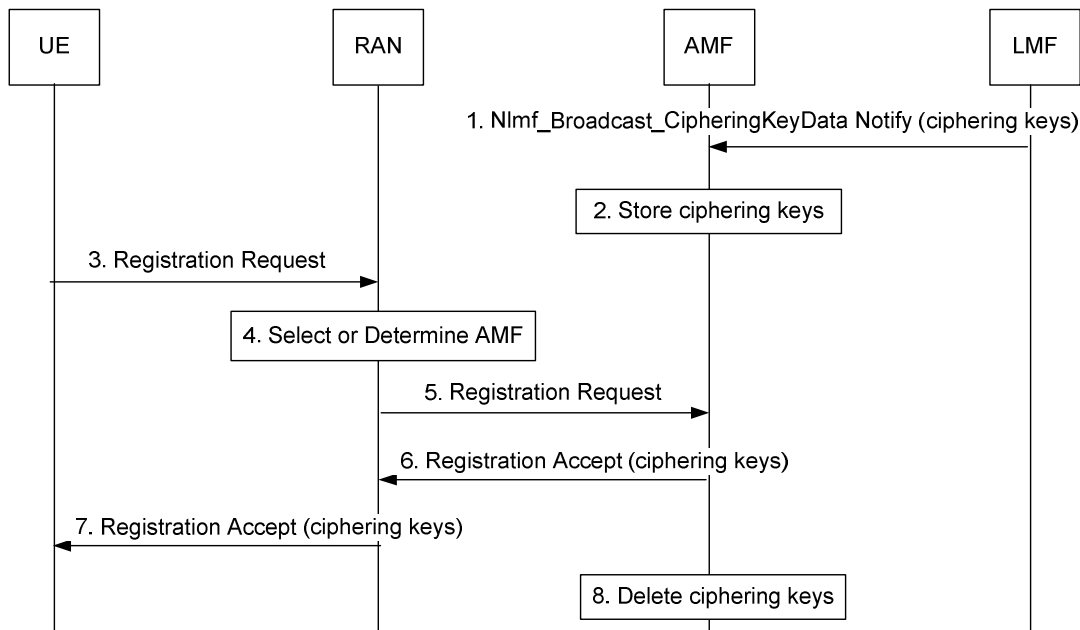 UE
RAN
AMF
LMF
1. Nlmf_Broadcast_CipheringKeyData Notify (ciphering keys)
2. Store ciphering keys
3. Registration Request
4. Select or Determine AMF
5. Registration Request
6. Registration Accept (ciphering keys)
7. Registration Accept (ciphering keys)
8. Delete ciphering keys